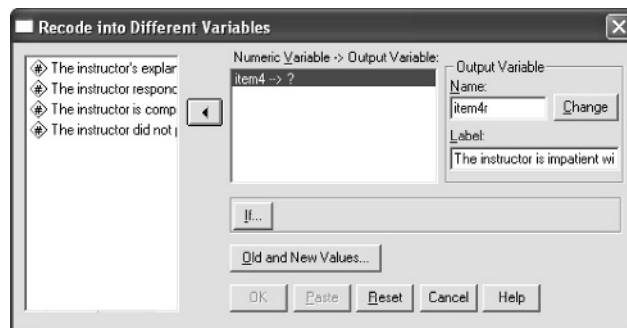 Recode into Different Variables
The instructor's explar
The instructor respond
The instructor is comp
The instructor did not p
Numeric Variable -> Output Variable:
item4 --> ?
Output Variable
Name:
item4r
Change
Label:
The instructor is impatient wi
If...
Old and New Values...
OK
Paste
Reset
Cancel
Help